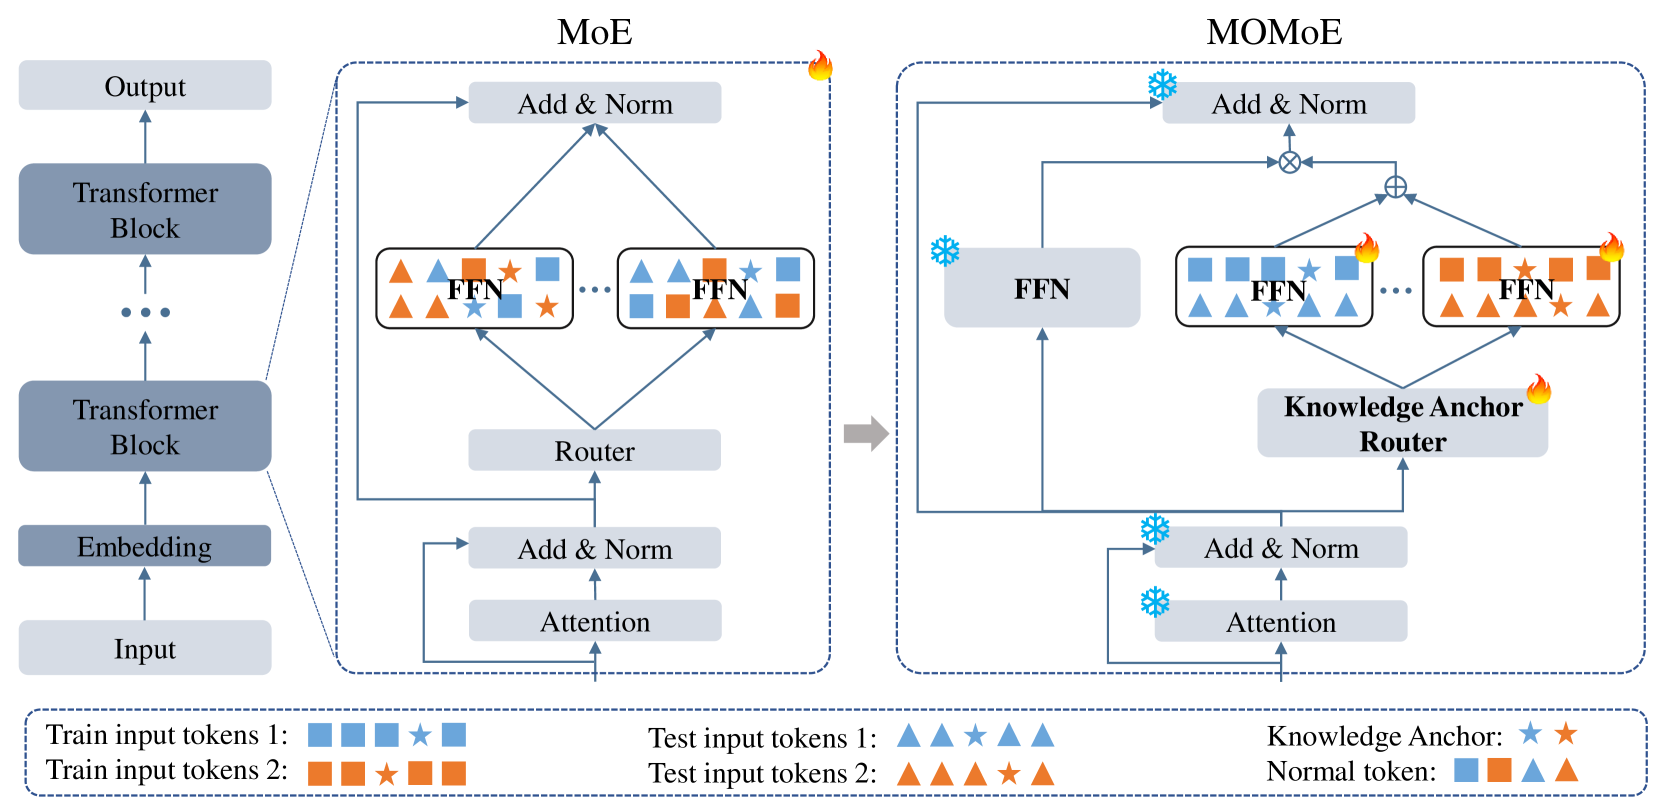 MoE
MOMoE
Output
Transformer
Block
Transformer
Block
Embedding
Input
Add & Norm
FFN
FFN
Router
Add & Norm
Attention
Add & Norm
FFN
FFN
FFN
Knowledge Anchor
Router
Add & Norm
Attention
Train input tokens 1:
Train input tokens 2:
Test input tokens 1:
Test input tokens 2:
Knowledge Anchor:
Normal token: